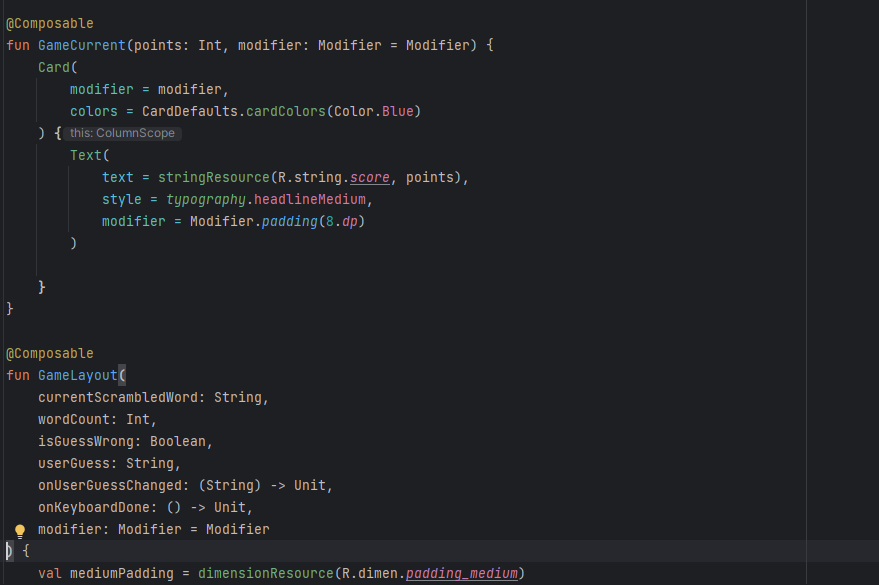 @Composable
fun GameCurrent(points: Int, modifier: Modifier = Modifier) {
    Card(
        modifier = modifier,
        colors = CardDefaults.cardColors(Color.Blue)
    ) { this: ColumnScope
        Text(
            text = stringResource(R.string.score, points),
            style = typography.headlineMedium,
            modifier = Modifier.padding(8.dp)
        )
    }
}
@Composable
fun GameLayout(
    currentScrambledWord: String,
    wordCount: Int,
    isGuessWrong: Boolean,
    userGuess: String,
    onUserGuessChanged: (String) -> Unit,
    onKeyboardDone: () -> Unit,
    modifier: Modifier = Modifier
) {
    val mediumPadding = dimensionResource(R.dimen.padding_medium)